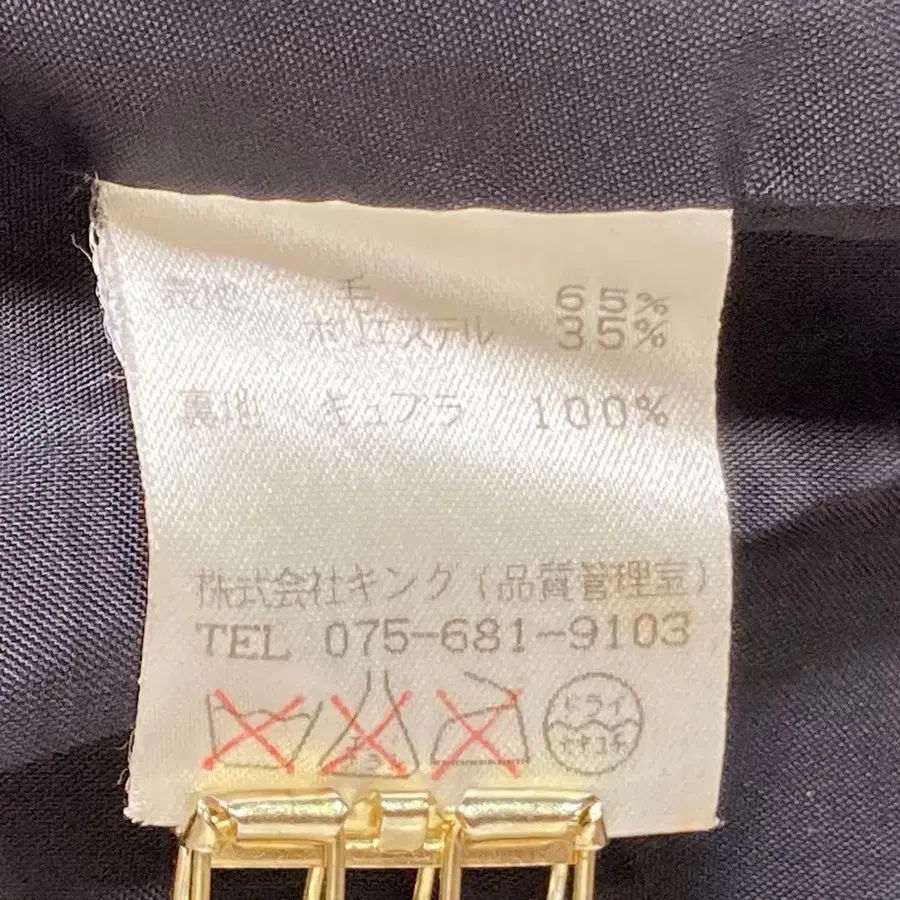 表地 毛 65%
ポリエステル 35%
裏地 キュプラ 100%
株式会社キング(品質管理室)
TEL 075-681-9103
ドライ